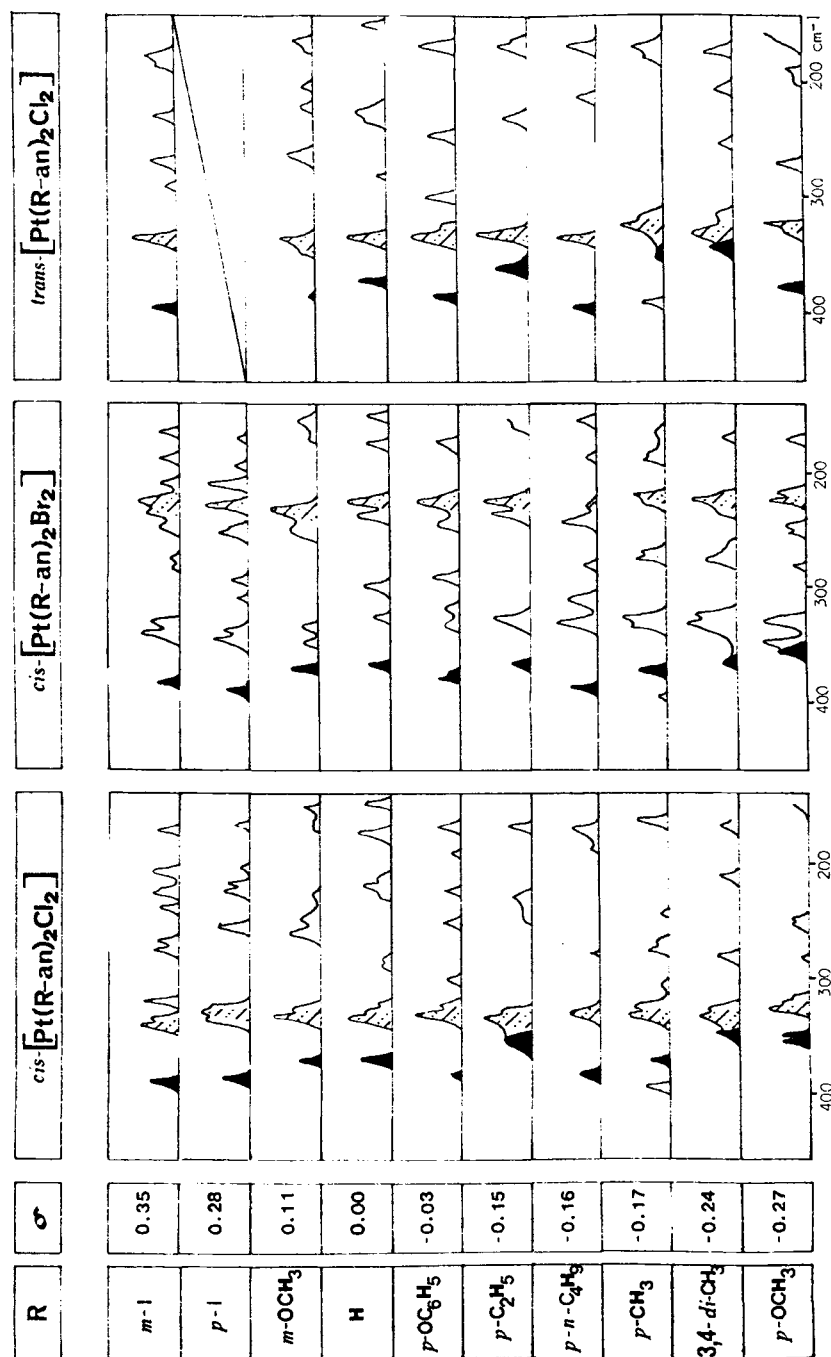 R
σ
cis-[Pt(R-an)2Cl2]
cis-[Pt(R-an)2Br2]
trans-[Pt(R-an)2Cl2]
m-I
0.35
p-I
0.28
m-OCH3
0.11
H
0.00
p-OC6H5
-0.03
p-C2H5
-0.15
p-n-C4H9
-0.16
p-CH3
-0.17
3,4-di-CH3
-0.24
p-OCH3
-0.27
400
300
200
400
300
200
400
300
200 cm-1